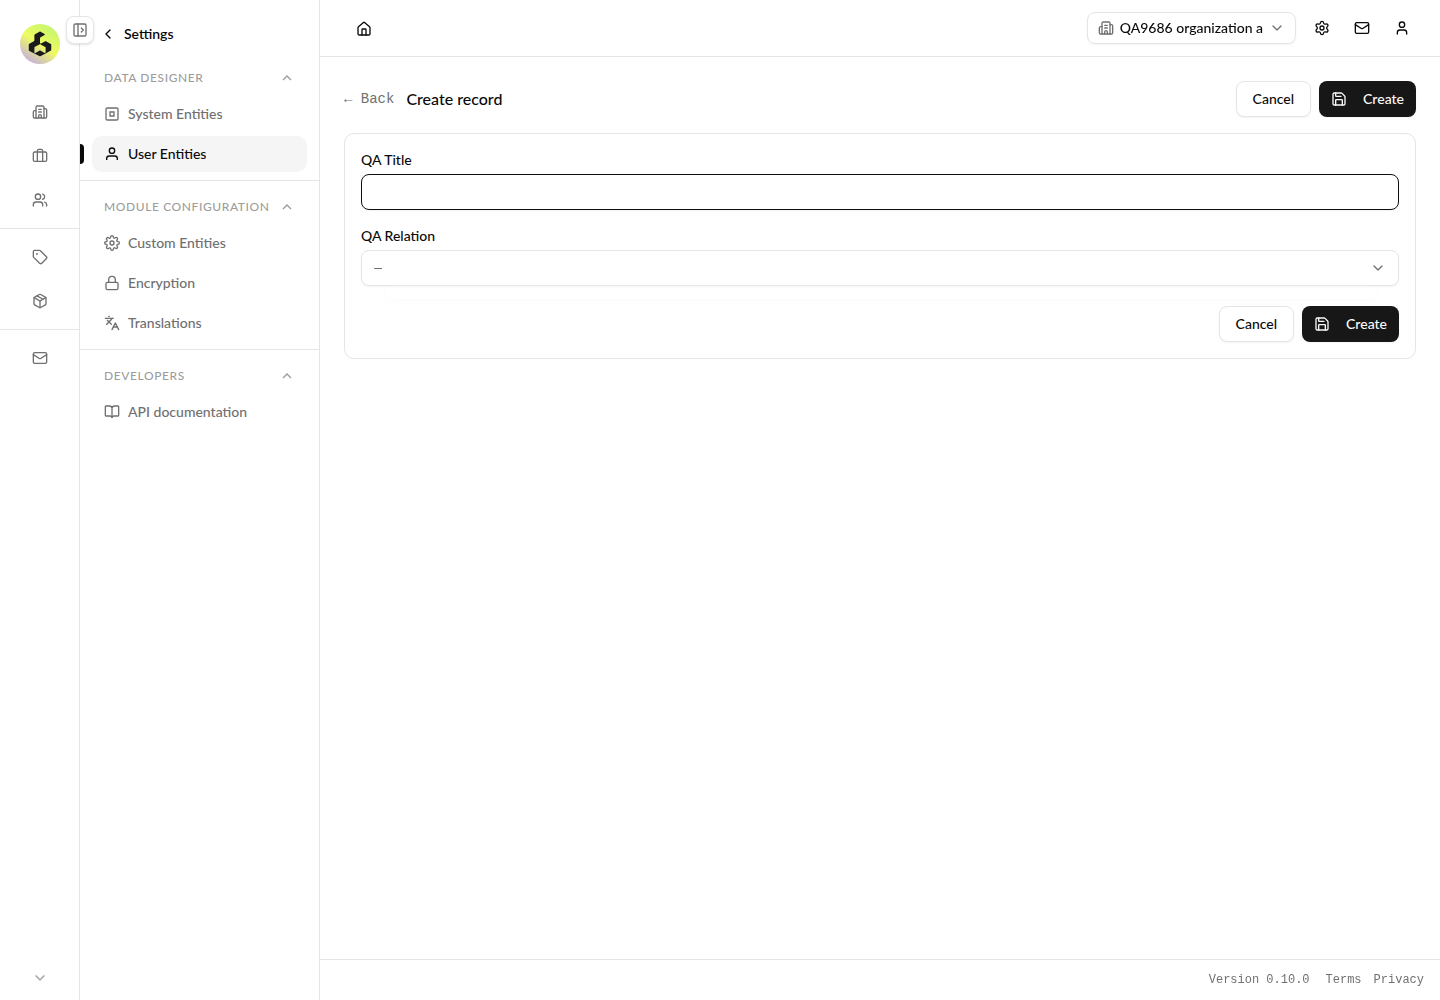 Settings
DATA DESIGNER
System Entities
User Entities
MODULE CONFIGURATION
Custom Entities
Encryption
Translations
DEVELOPERS
API documentation
QA9686 organization a
← Back Create record
Cancel Create
QA Title
QA Relation
—
Cancel Create
Version 0.10.0 Terms Privacy